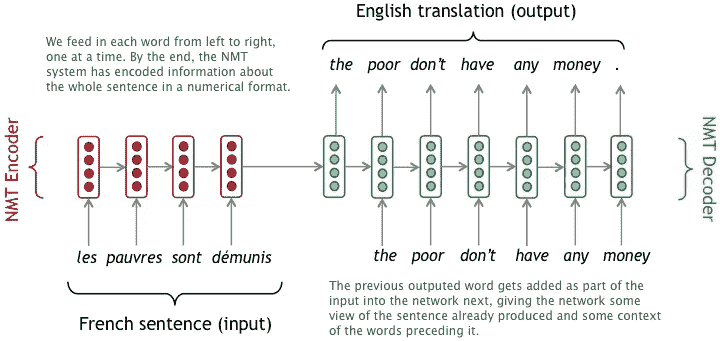 English translation (output)
We feed in each word from left to right,
one at a time. By the end, the NMT
system has encoded information about
the whole sentence in a numerical format.
the poor don't have any money .
NMT Encoder
NMT Decoder
les pauvres sont démunis
the poor don't have any money
French sentence (input)
The previous outputed word gets added as part of the
input into the network next, giving the network some
view of the sentence already produced and some context
of the words preceding it.